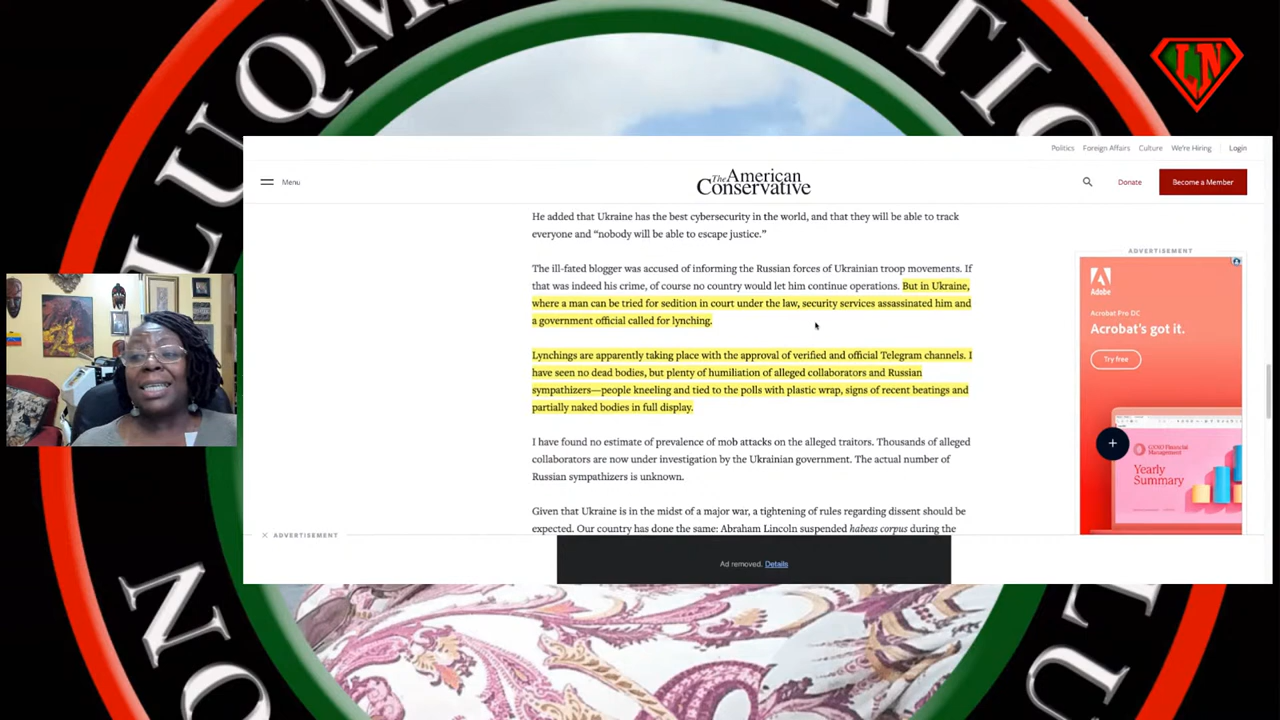 LUQM
ATIO
LN
Politics Foreign Affairs Culture We're Hiring Login
Menu
The American
Conservative
Donate
Become a Member
He added that Ukraine has the best cybersecurity in the world, and that they will be able to track
everyone and “nobody will be able to escape justice.”
The ill-fated blogger was accused of informing the Russian forces of Ukrainian troop movements. If
that was indeed his crime, of course no country would let him continue operations. But in Ukraine,
where a man can be tried for sedition in court under the law, security services assassinated him and
a government official called for lynching.
Lynchings are apparently taking place with the approval of verified and official Telegram channels. I
have seen no dead bodies, but plenty of humiliation of alleged collaborators and Russian
sympathizers—people kneeling and tied to the polls with plastic wrap, signs of recent beatings and
partially naked bodies in full display.
I have found no estimate of prevalence of mob attacks on the alleged traitors. Thousands of alleged
collaborators are now under investigation by the Ukrainian government. The actual number of
Russian sympathizers is unknown.
Given that Ukraine is in the midst of a major war, a tightening of rules regarding dissent should be
expected. Our country has done the same: Abraham Lincoln suspended habeas corpus during the
ADVERTISEMENT
Adobe
Acrobat Pro DC
Acrobat's got it.
Try free
Financial
Management
Yearly
Summary
ADVERTISEMENT
Ad removed. Details
NO